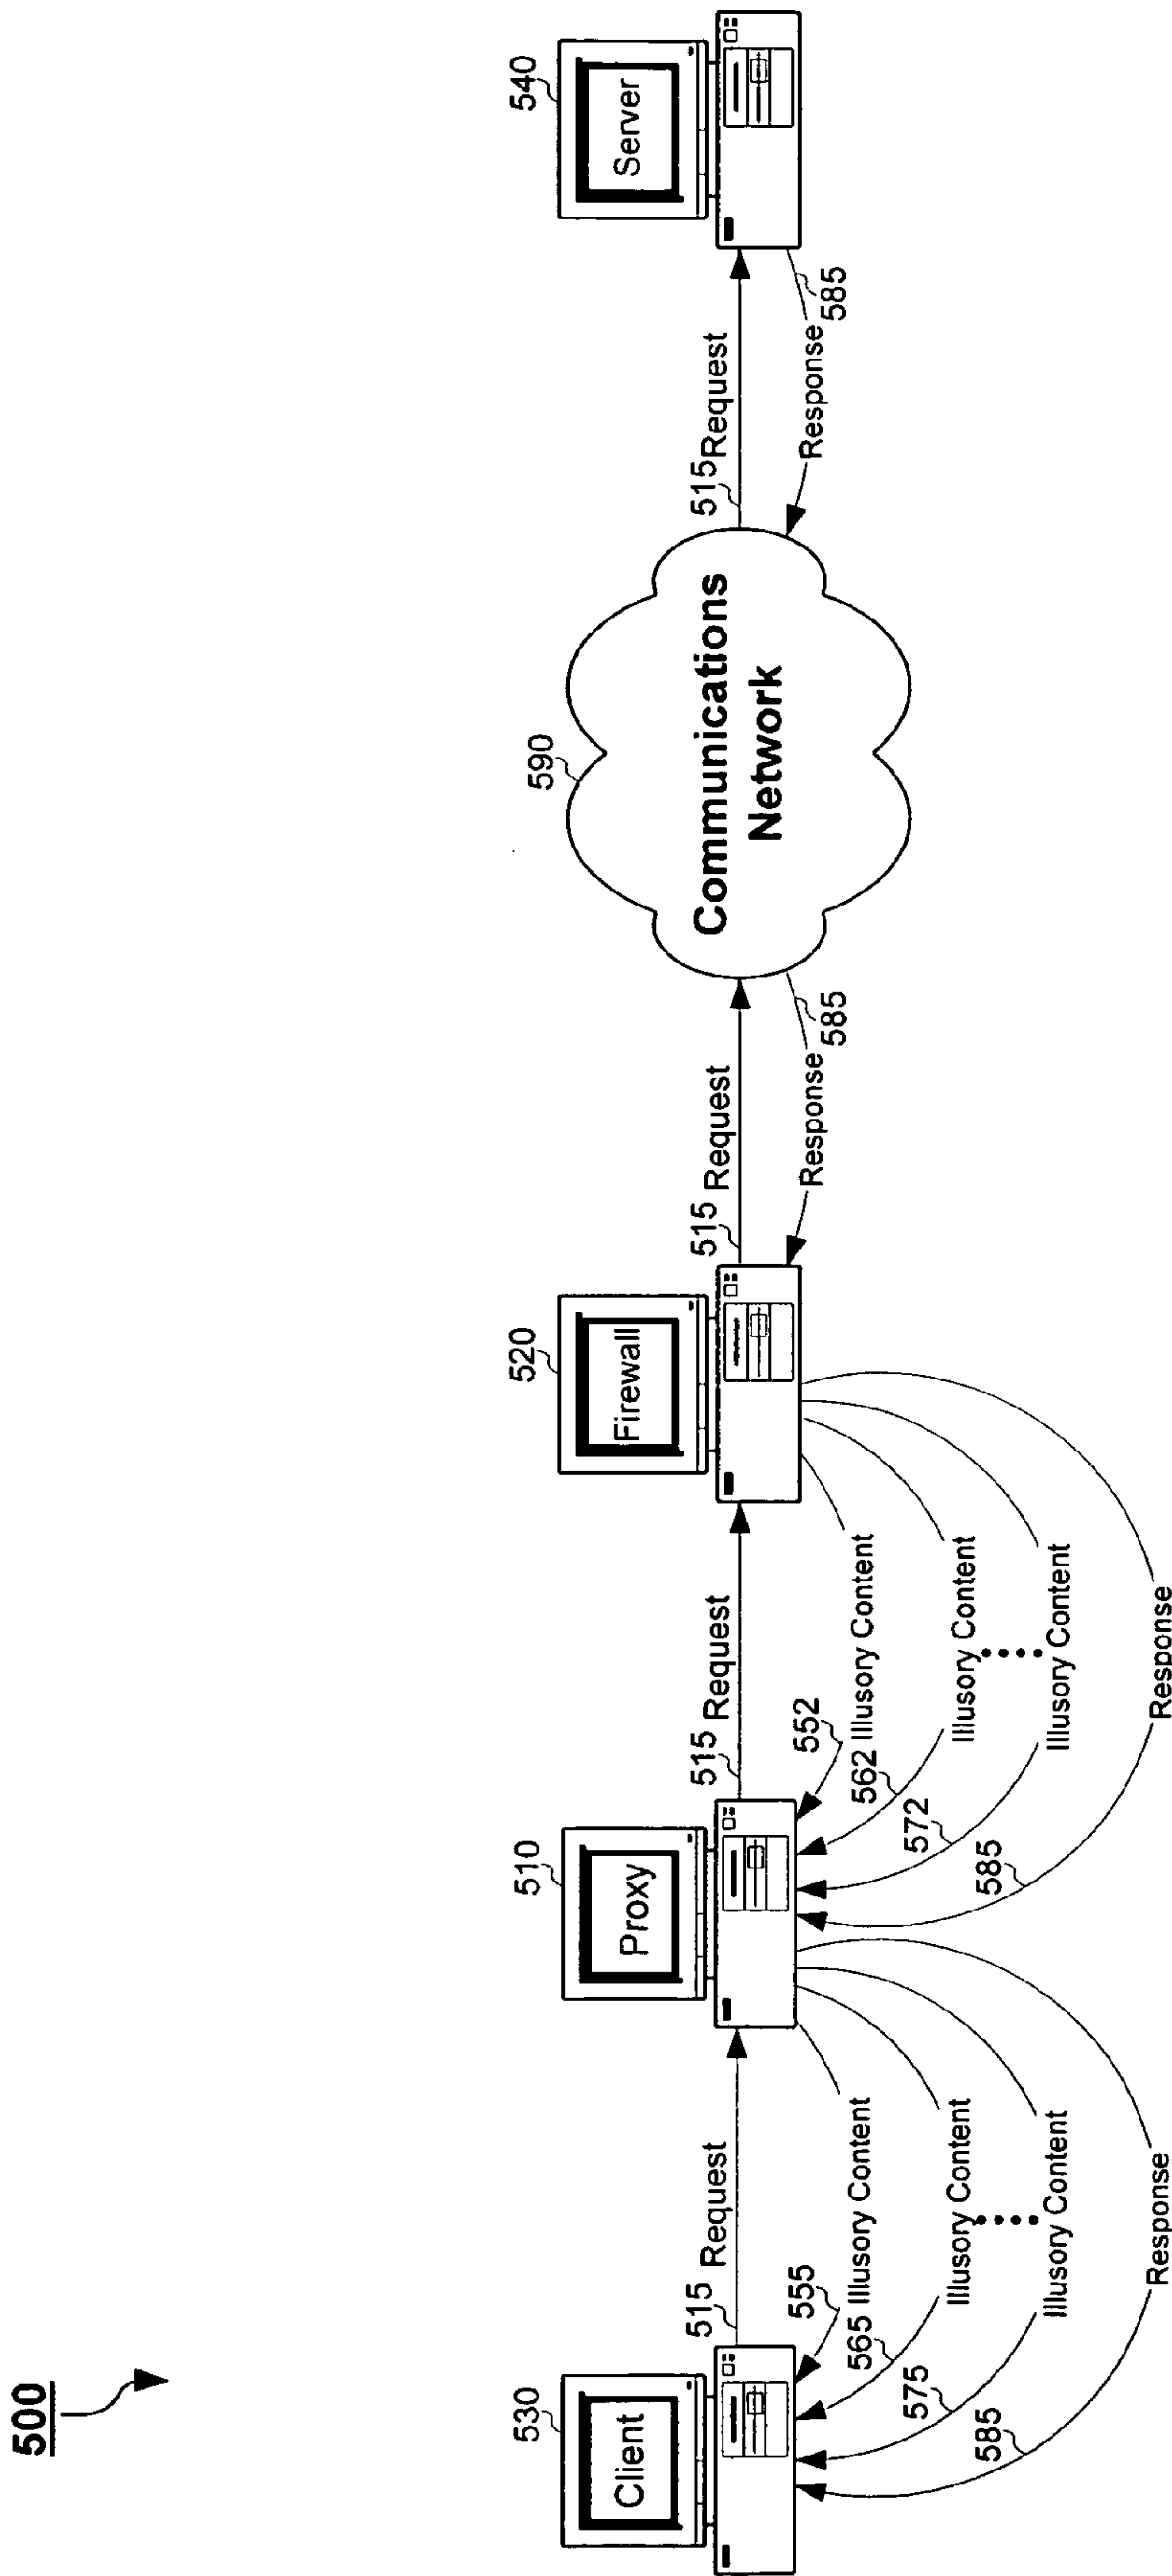 500
530
Client
510
Proxy
520
Firewall
590
Communications
Network
540
Server
515 Request
515 Request
515 Request
515 Request
Response
585
Response
585
555 Illusory Content
565 Illusory Content
575 Illusory Content
585 Response
552 Illusory Content
562 Illusory Content
572 Illusory Content
585 Response